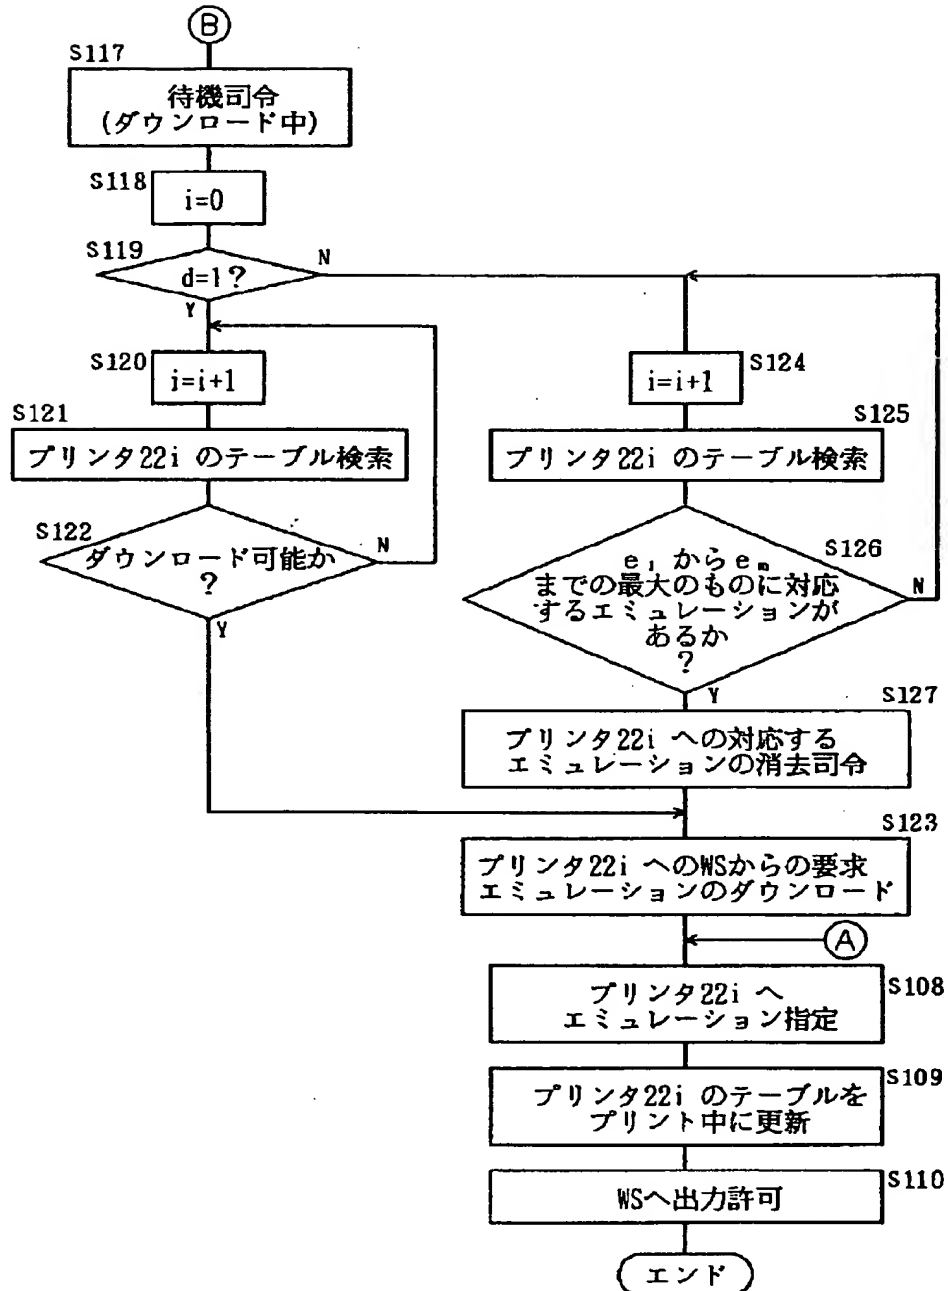 B
S117
待機司令
(ダウンロード中)
S118
i=0
S119
d=1?
N
Y
S120
i=i+1
S124
i=i+1
S121
プリンタ22i のテーブル検索
S125
プリンタ22i のテーブル検索
S122
ダウンロード可能か
?
N
Y
S126
e₁ からeₘ
までの最大のものに対応
するエミュレーションが
あるか
?
N
Y
S127
プリンタ22i への対応する
エミュレーションの消去司令
S123
プリンタ22i へのWSからの要求
エミュレーションのダウンロード
A
S108
プリンタ22i へ
エミュレーション指定
S109
プリンタ22i のテーブルを
プリント中に更新
S110
WSへ出力許可
エンド